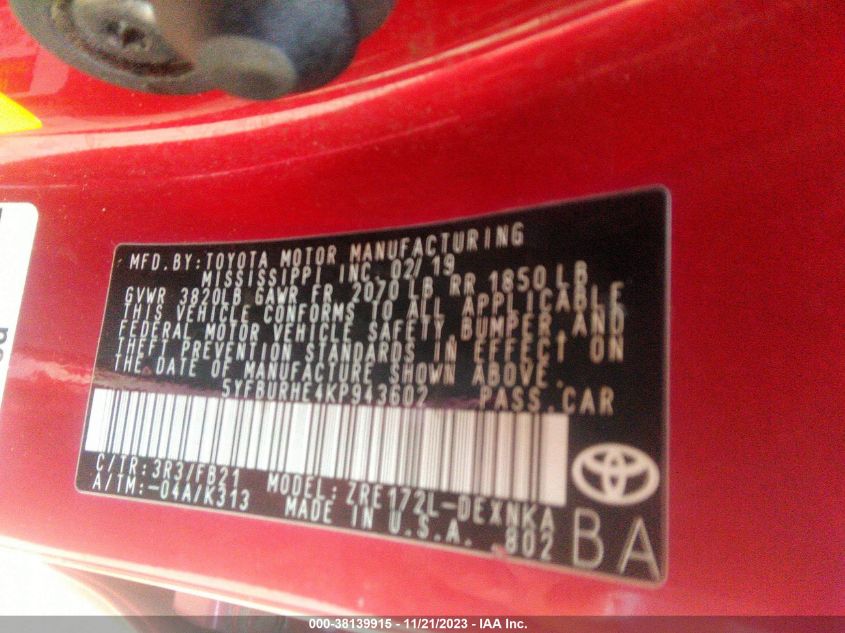 MFD.BY:TOYOTA MOTOR MANUFACTURING
MISSISSIPPI INC. 02/19
GVWR 3820LB GAWR FR 2070 LB RR 1850 LB
THIS VEHICLE CONFORMS TO ALL APPLICABLE
FEDERAL MOTOR VEHICLE SAFETY,BUMPER,AND
THEFT PREVENTION STANDARDS IN EFFECT ON
THE DATE OF MANUFACTURE SHOWN ABOVE.
5YFBURHE4KP943602 PASS.CAR
C/TR:3R3/FB21 MODEL:ZRE172L-DEXNKA
A/TM:-04A/K313 MADE IN U.S.A. 802
BA
000-38139915 - 11/21/2023 - IAA Inc.